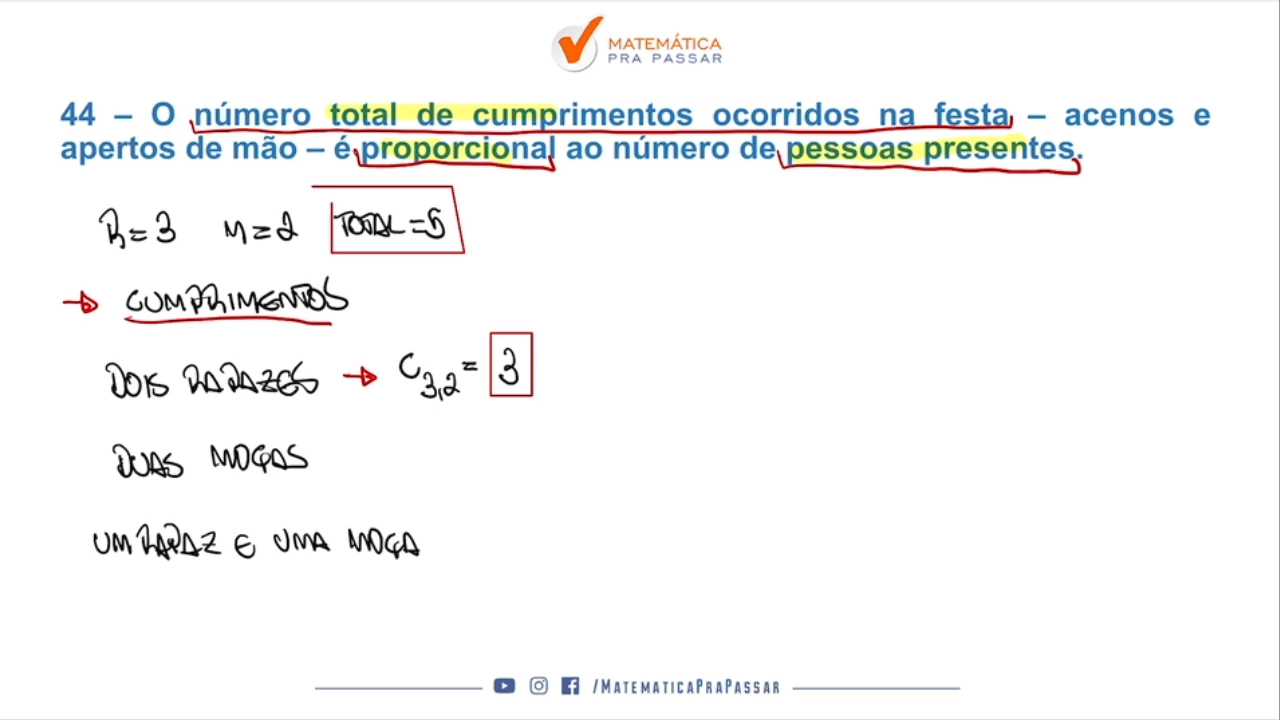 MATEMÁTICA
PRA PASSAR
44 – O número total de cumprimentos ocorridos na festa – acenos e
apertos de mão – é proporcional ao número de pessoas presentes.
R=3 M=2 TOTAL=5
CUMPRIMENTOS
DOIS RAPAZES → C3,2 = 3
DUAS MOÇAS
UM RAPAZ E UMA MOÇA
/MATEMATICAPRAPASSAR